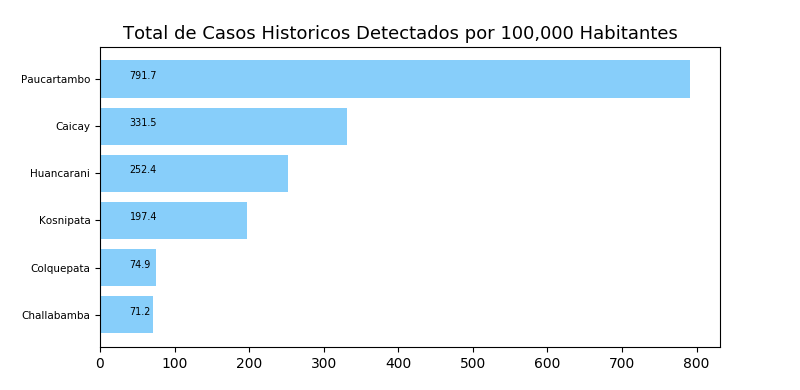 Total de Casos Historicos Detectados por 100,000 Habitantes
Paucartambo 791.7
Caicay 331.5
Huancarani 252.4
Kosnipata 197.4
Colquepata 74.9
Challabamba 71.2
0 100 200 300 400 500 600 700 800